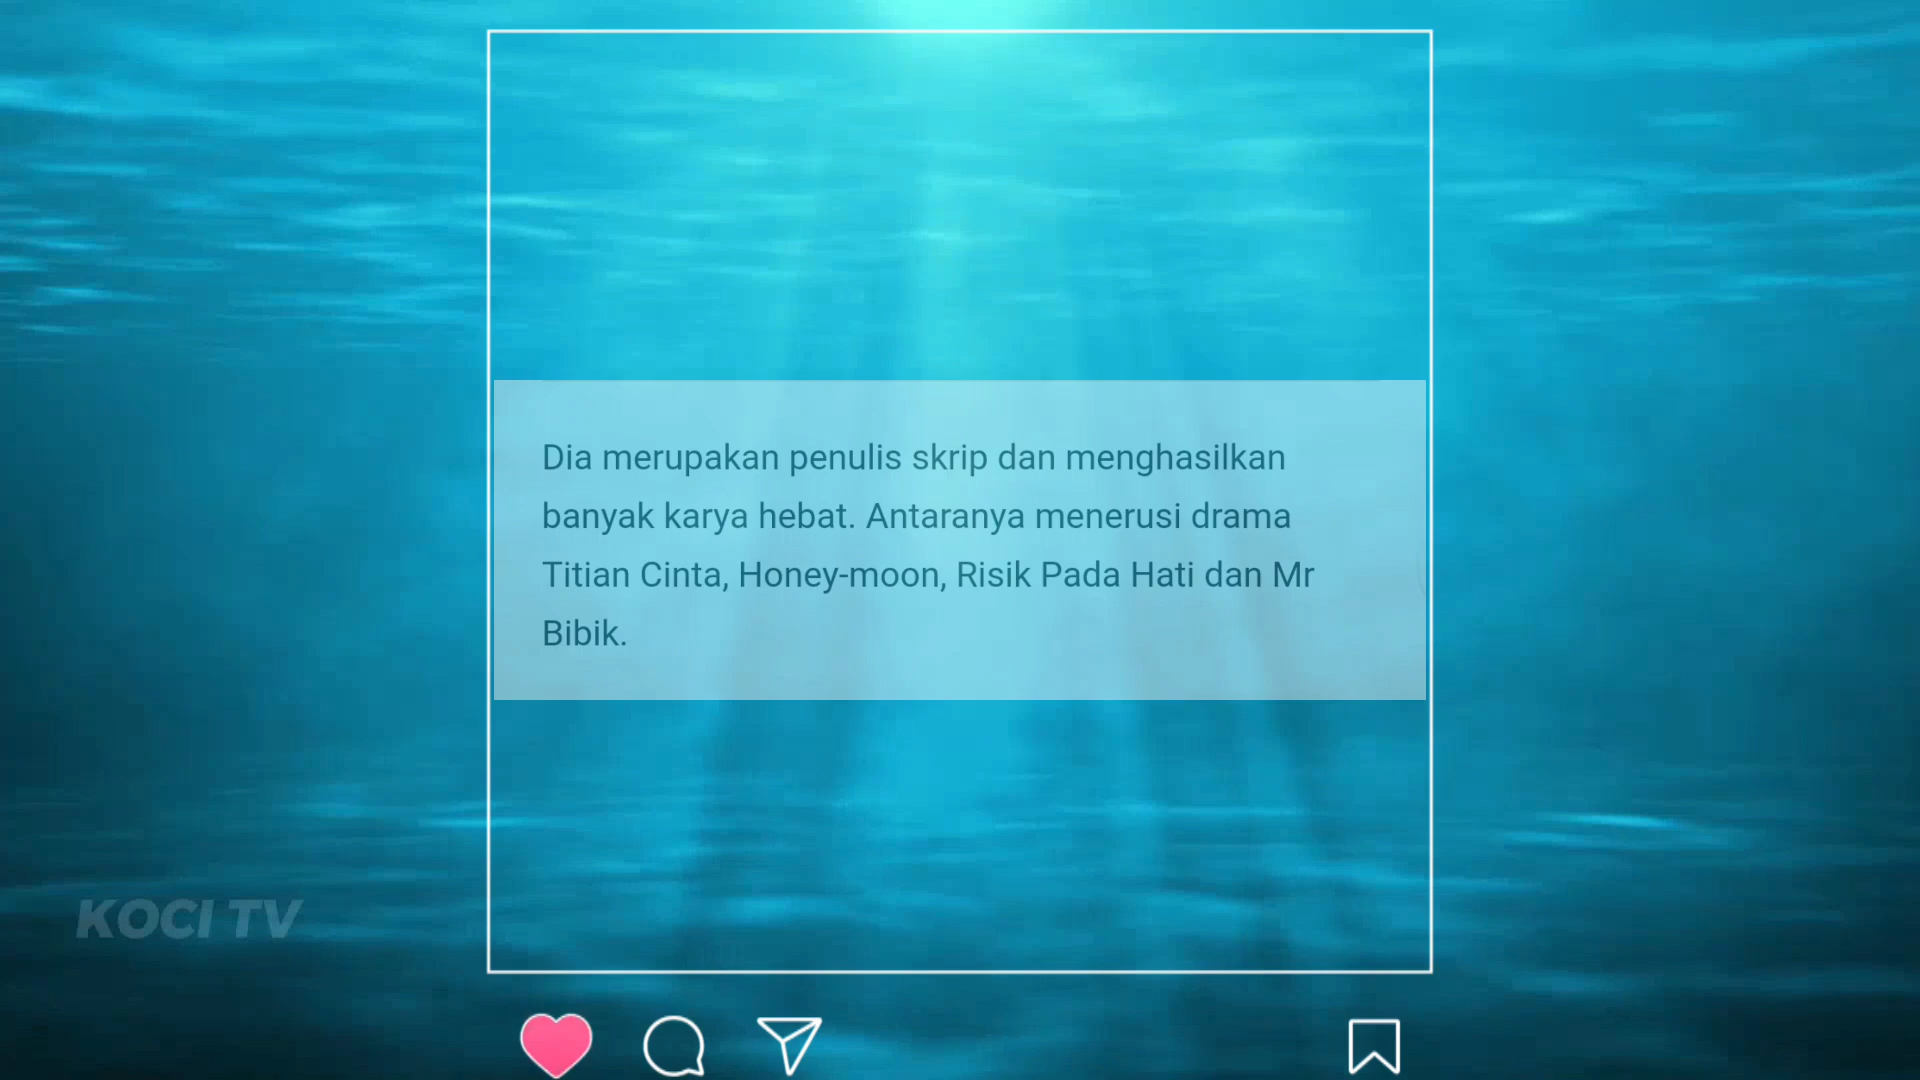 Dia merupakan penulis skrip dan menghasilkan
banyak karya hebat. Antaranya menerusi drama
Titian Cinta, Honey-moon, Risik Pada Hati dan Mr
Bibik.
KOCI TV